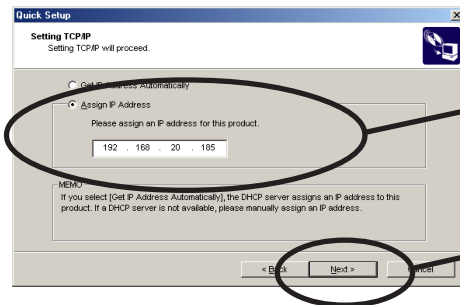 Quick Setup
Setting TCP/IP
Setting TCP/IP will proceed.
Get IP Address Automatically
Assign IP Address
Please assign an IP address for this product.
192 . 168 . 20 . 185
MEMO
If you select [Get IP Address Automatically], the DHCP server assigns an IP address to this
product. If a DHCP server is not available, please manually assign an IP address.
< Back Next > Cancel